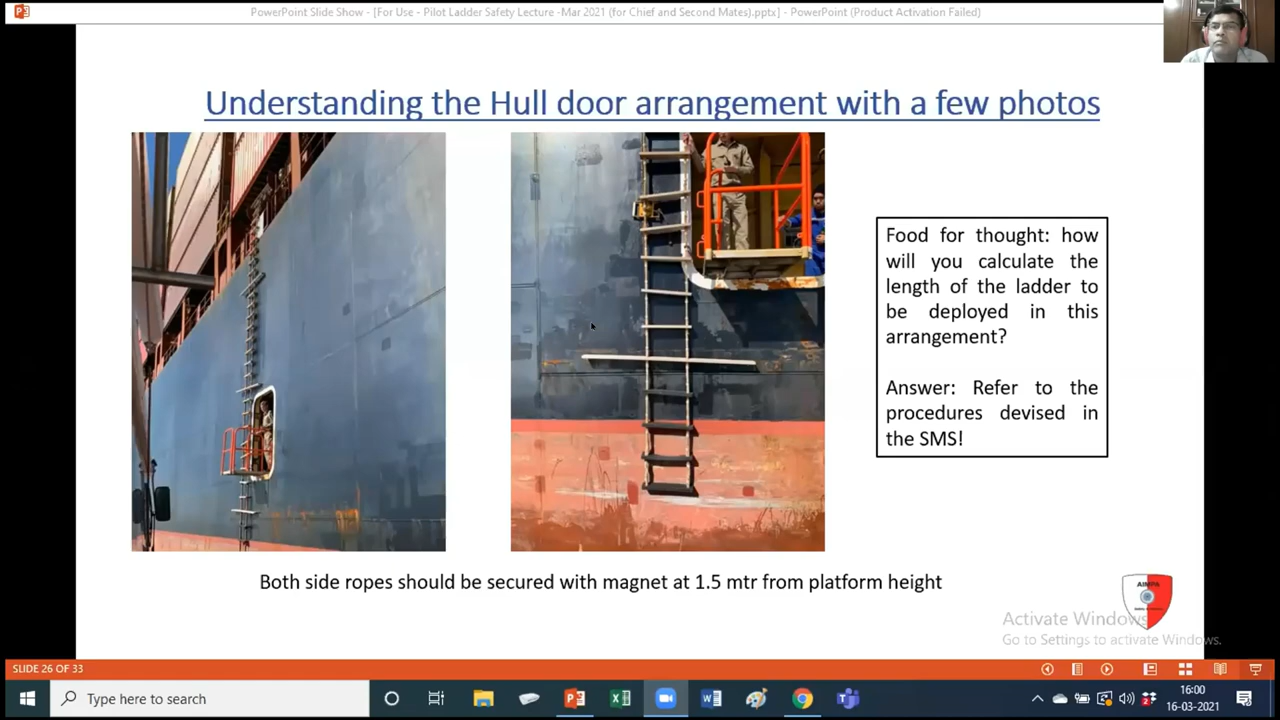 PowerPoint Slide Show - [For Use - Pilot Ladder Safety Lecture -Mar 2021 (for Chief and Second Mates).pptx] - PowerPoint (Product Activation Failed)
Understanding the Hull door arrangement with a few photos
Food for thought: how
will you calculate the
length of the ladder to
be deployed in this
arrangement?
Answer: Refer to the
procedures devised in
the SMS!
Both side ropes should be secured with magnet at 1.5 mtr from platform height
AIMPA
Activate Windows
Go to Settings to activate Windows.
SLIDE 26 OF 33
Type here to search
16:00
16-03-2021